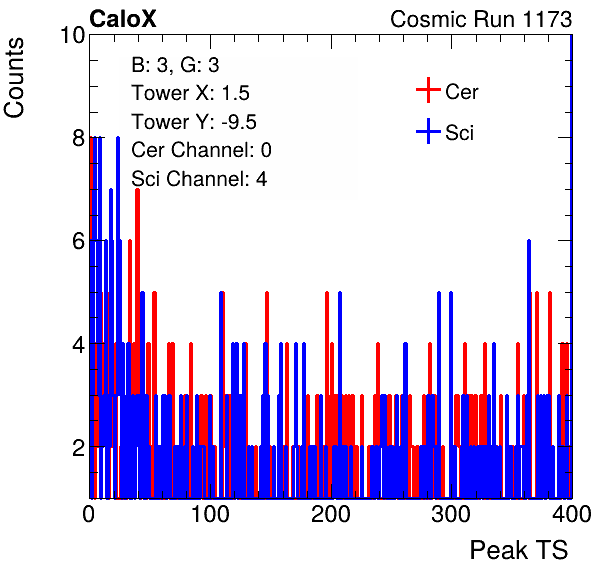 CaloX Cosmic Run 1173
Counts
10
8
6
4
2
B: 3, G: 3
Tower X: 1.5
Tower Y: -9.5
Cer Channel: 0
Sci Channel: 4
Cer
Sci
0 100 200 300 400
Peak TS